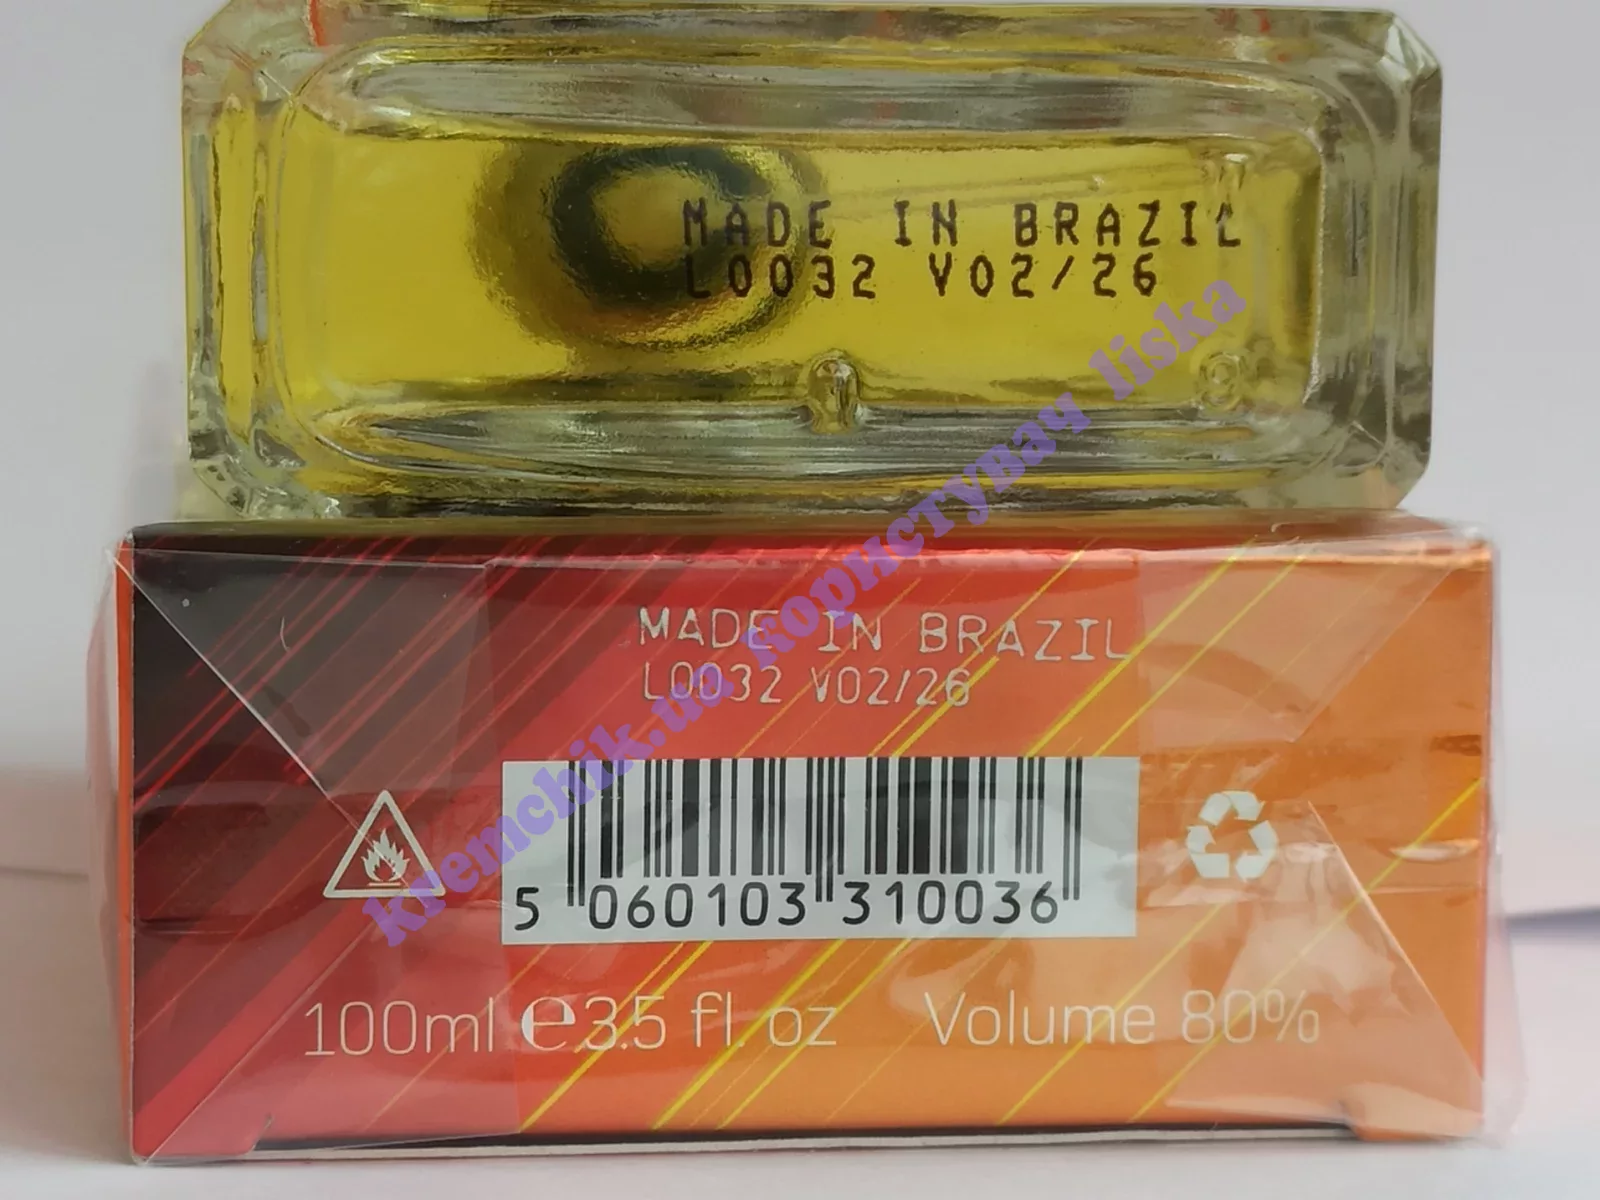 MADE IN BRAZIL
L0032 V02/26
MADE IN BRAZIL
L0032 V02/26
5 060103 310036
100ml ℮ 3.5 fl. oz Volume 80%
kremchik.ua користувач liska